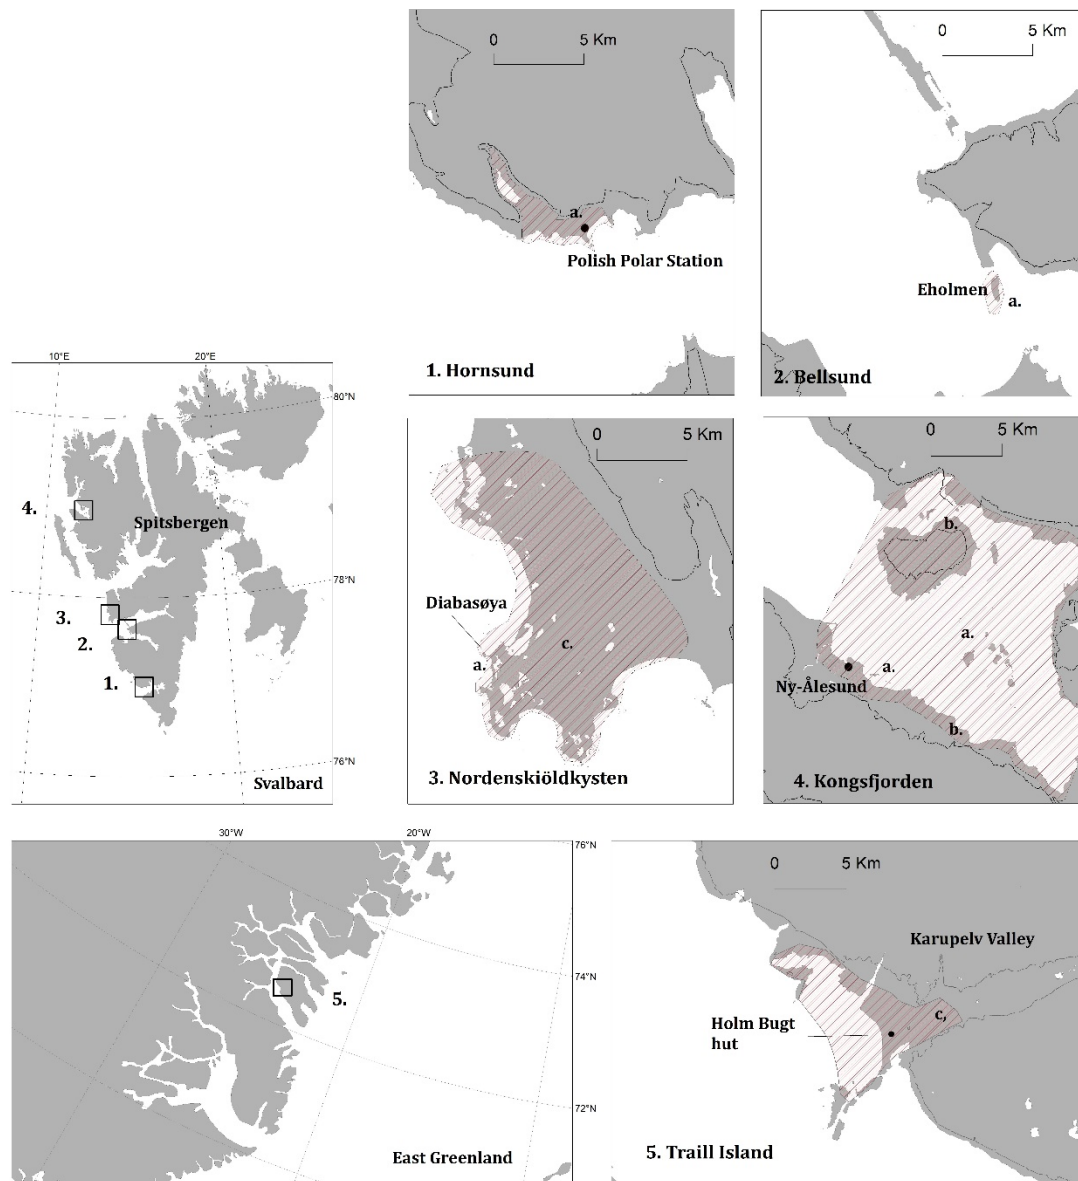 0 5 Km
a.
Polish Polar Station
1. Hornsund
0 5 Km
Eholmen
a.
2. Bellsund
10°E 20°E
80°N
4.
Spitsbergen
78°N
3.
2.
1.
76°N
Svalbard
0 5 Km
Diabasøya
a.
c.
3. Nordenskiöldkysten
0 5 Km
b.
a.
a.
Ny-Ålesund
b.
4. Kongsfjorden
30°W 20°W
76°N
74°N
5.
72°N
East Greenland
0 5 Km
Karupelv Valley
c,
Holm Bugt
hut
5. Traill Island